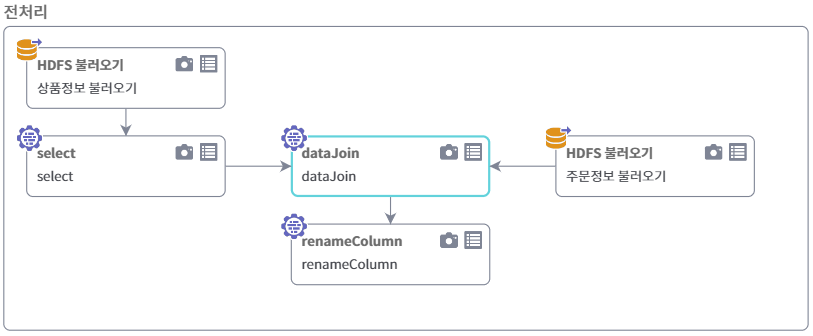 전처리
HDFS 불러오기
상품정보 불러오기
select
select
dataJoin
dataJoin
HDFS 불러오기
주문정보 불러오기
renameColumn
renameColumn